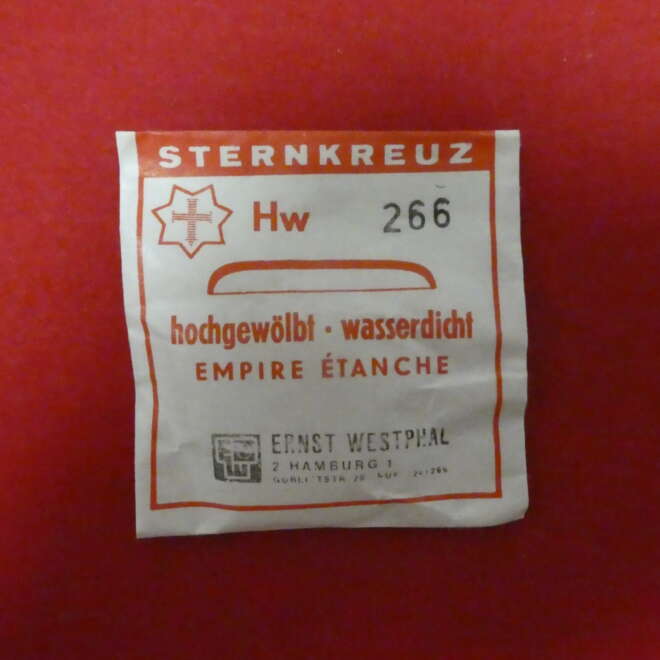 STERNKREUZ
Hw 266
hochgewölbt · wasserdicht
EMPIRE ÉTANCHE
ERNST WESTPHAL
2 HAMBURG 1